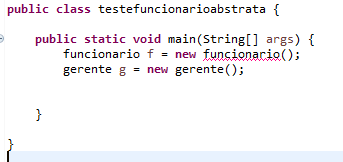 public class testefuncionarioabstrata {
public static void main(String[] args) {
funcionario f = new funcionario();
gerente g = new gerente();
}
}